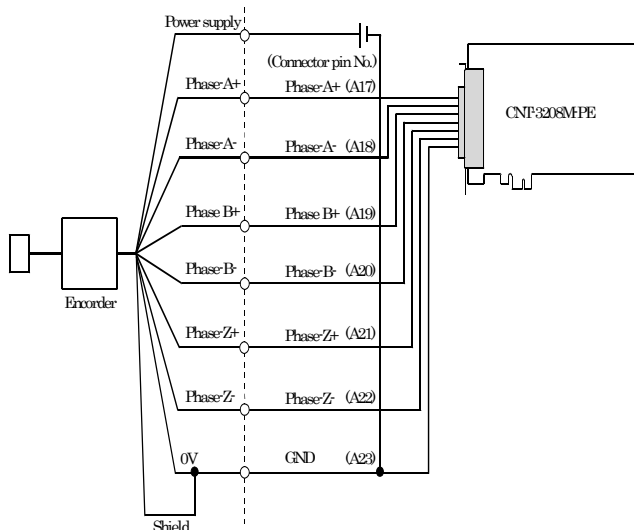 Power supply
(Connector pin No.)
Phase-A+ Phase-A+ (A17)
CNT-3208M-PE
Phase-A- Phase-A- (A18)
Phase B+ Phase B+ (A19)
Phase-B- Phase-B- (A20)
Encorder
Phase-Z+ Phase-Z+ (A21)
Phase-Z- Phase-Z- (A22)
0V GND (A23)
Shield